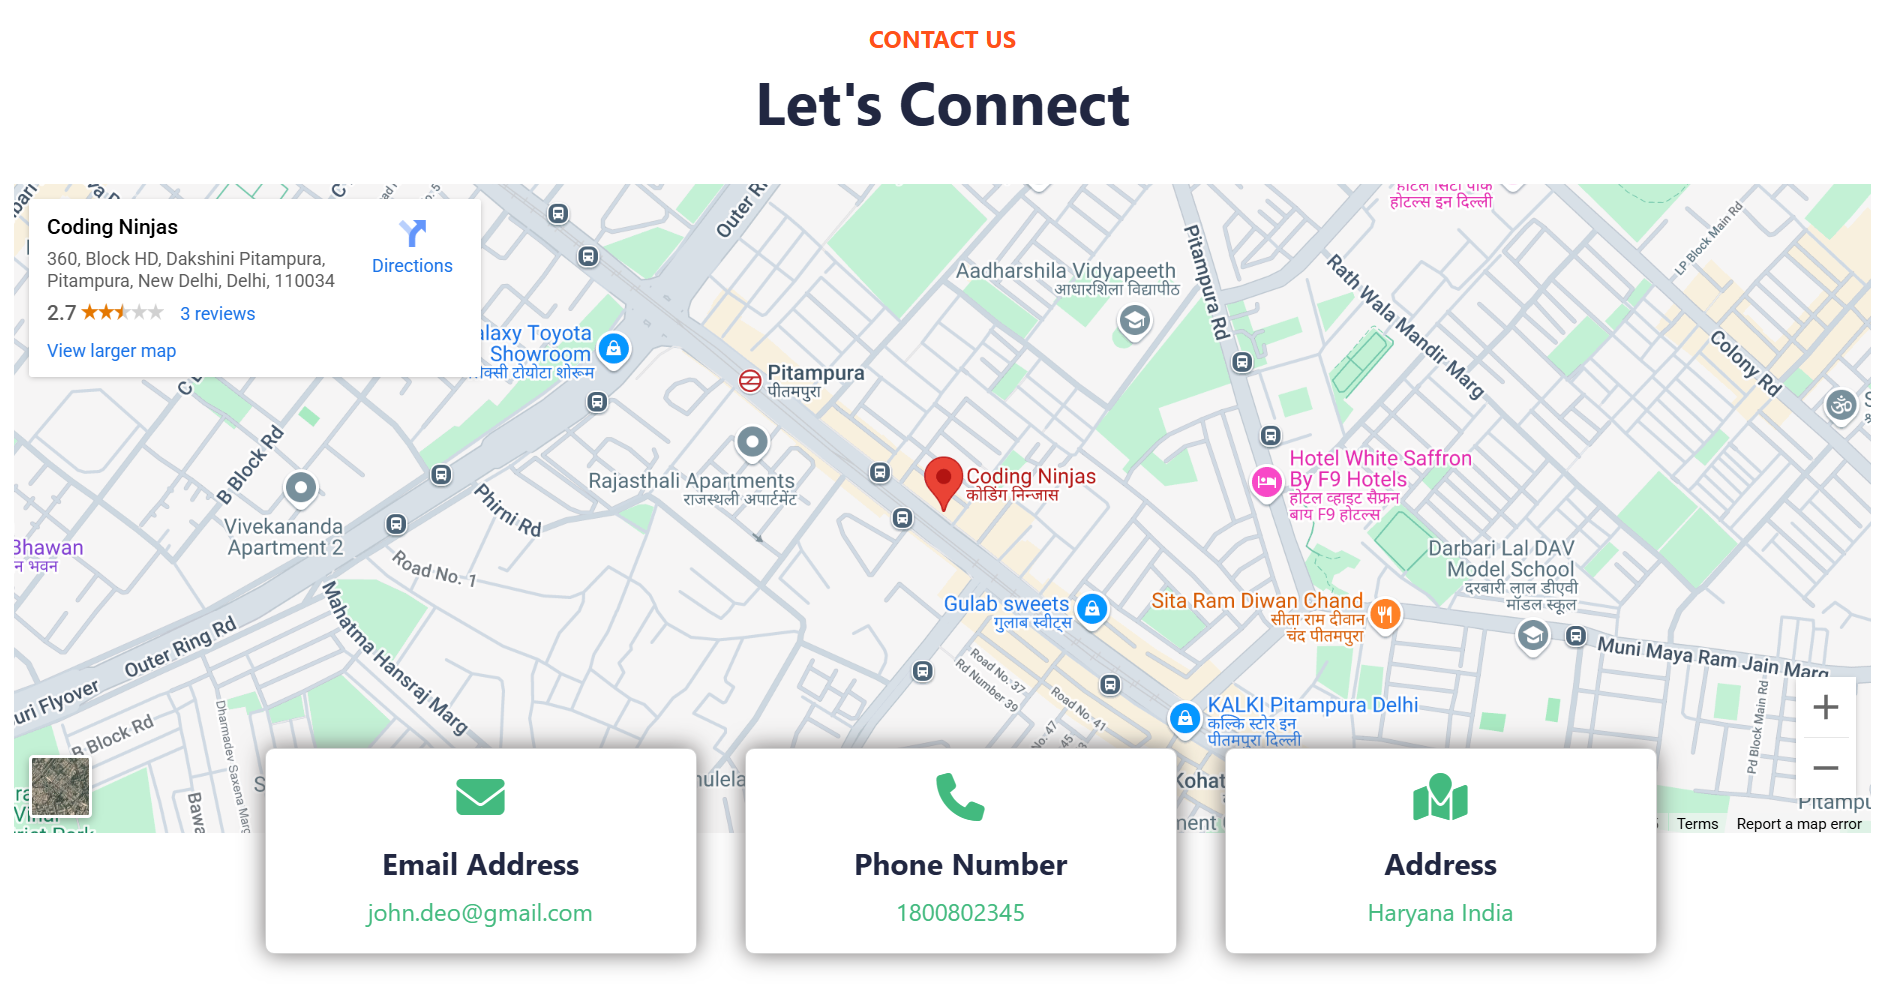 CONTACT US
Let's Connect
Coding Ninjas
360, Block HD, Dakshini Pitampura,
Pitampura, New Delhi, Delhi, 110034
2.7
3 reviews
Directions
View larger map
Outer
होटल्स इन दिल्ली
LP Block Main Rd
Pitampura Rd
Rath Wala Mandir Marg
Colony Rd
Aadharshila Vidyapeeth
आधारशिला विद्यापीठ
Showroom
Toyota
टोयोटा शोरूम
Pitampura
पीतमपुरा
B Block Rd
Phirni Rd
Rajasthali Apartments
राजस्थली अपार्टमेंट
Coding Ninjas
कोडिंग निन्जास
Hotel White Saffron
By F9 Hotels
होटल व्हाइट सैफ्रन
बाय F9 होटल्स
Vivekananda
Apartment 2
Bhawan
भवन
Road No. 1
Darbari Lal DAV
Model School
दरबारी लाल डीएवी
मॉडल स्कूल
Gulab sweets
गुलाब स्वीट्स
Sita Ram Diwan Chand
सीता राम दीवान
चंद पीतमपुरा
Mahatma Hansraj Marg
Outer Ring Rd
Flyover
B Block Rd
Dharmadev Saxena Marg
Road No. 37
Rd Number 39
Road No. 41
Muni Maya Ram Jain Marg
Pd Block Main Rd
KALKI Pitampura Delhi
कल्कि स्टोर इन
पीतमपुरा दिल्ली
Terms
Report a map error
Email Address
john.deo@gmail.com
Phone Number
1800802345
Address
Haryana India